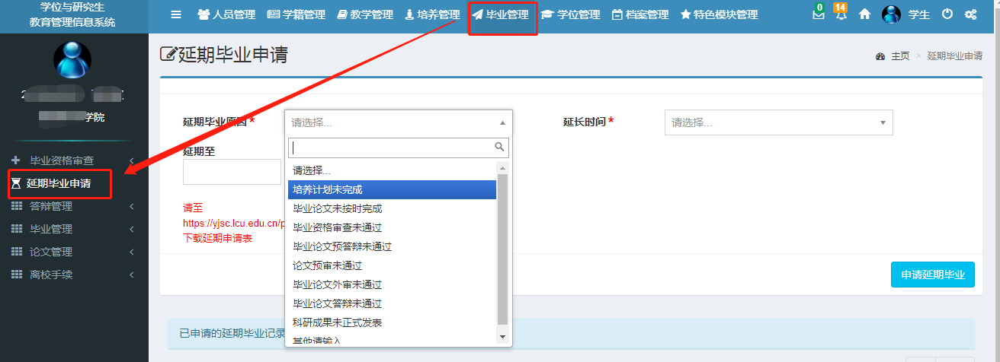 学位与研究生
教育管理信息系统
人员管理 学籍管理 教学管理 培养管理 毕业管理 学位管理 档案管理 特色模块管理 0 14 学生
延期毕业申请
主页 > 延期毕业申请
学院
毕业资格审查
延期毕业申请
答辩管理
毕业管理
论文管理
离校手续
延期毕业原因* 请选择...
延长时间* 请选择...
延期至
请选择...
培养计划未完成
毕业论文未按时完成
毕业资格审查未通过
毕业论文预答辩未通过
论文预审未通过
毕业论文外审未通过
毕业论文答辩未通过
科研成果未正式发表
其他请输入
请至
https://yjsc.lcu.edu.cn/p
下载延期申请表
申请延期毕业
已申请的延期毕业记录